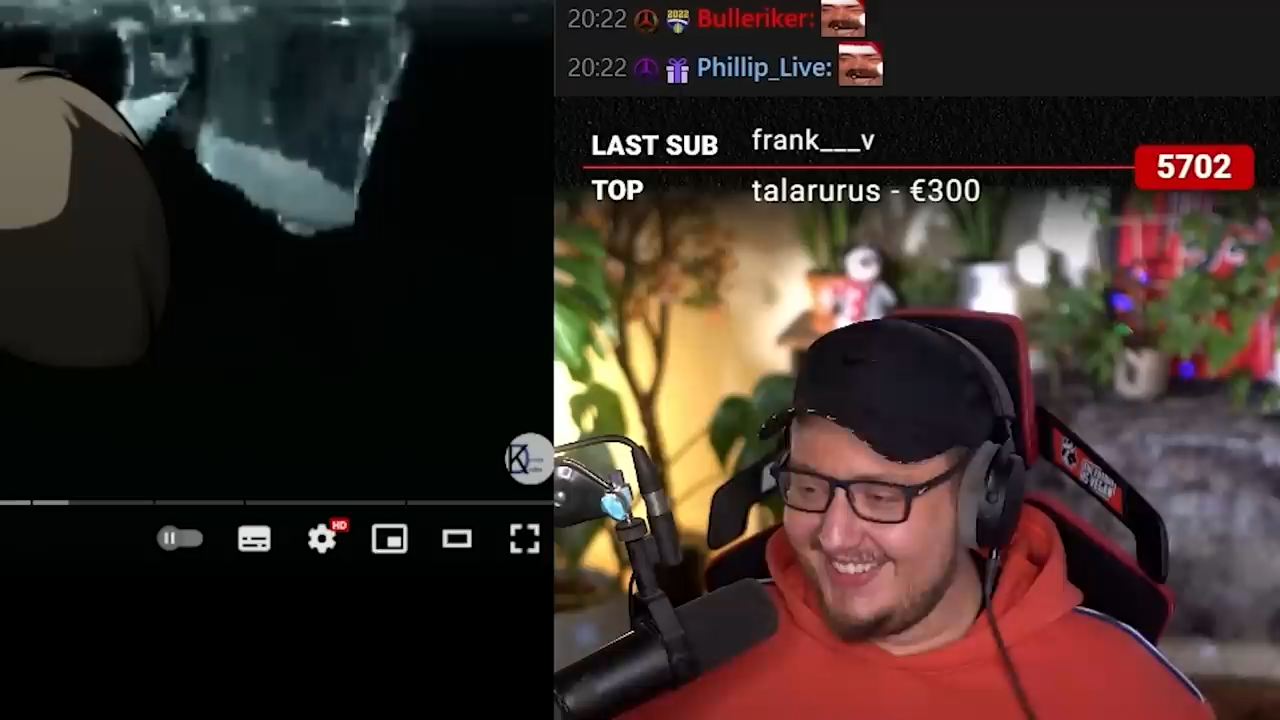 20:22 Bulleriker:
20:22 Phillip_Live:
LAST SUB frank___v
5702
TOP talarurus - €300
K
HD